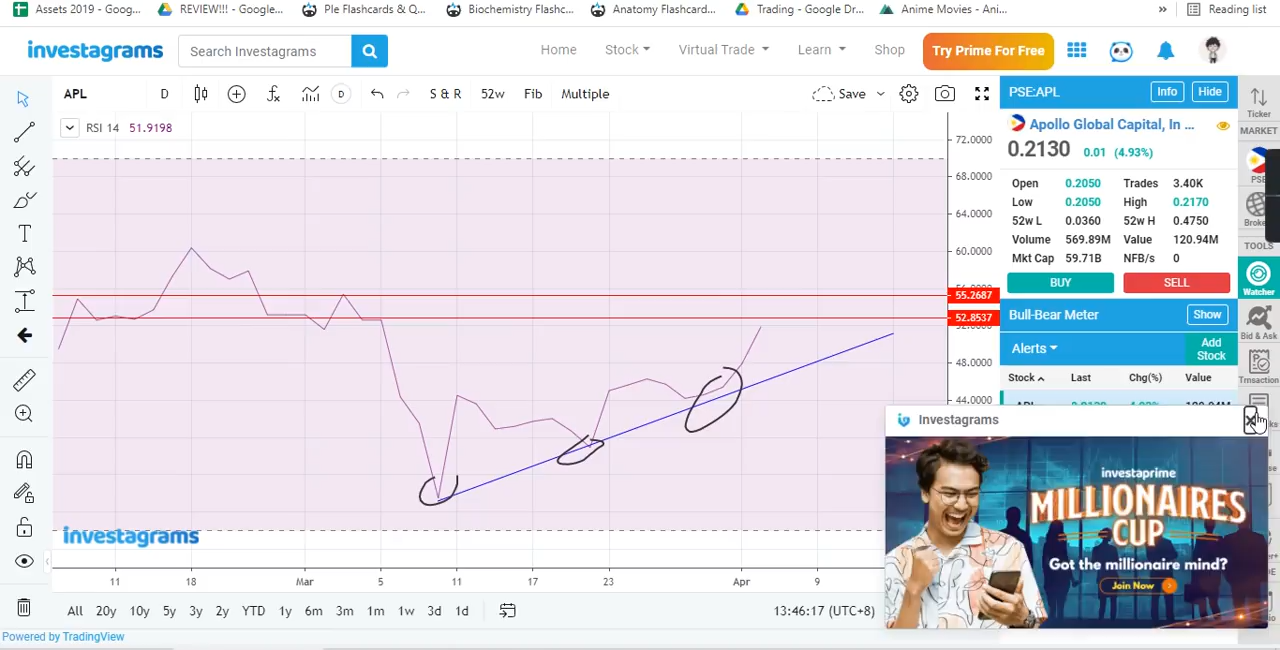 Assets 2019 - Goog...
REVIEW!!! - Google...
Ple Flashcards & Q...
Biochemistry Flashc...
Anatomy Flashcard...
Trading - Google Dr...
Anime Movies - Ani...
»
Reading list
investagrams
Search Investagrams
Home
Stock
Virtual Trade
Learn
Shop
Try Prime For Free
APL
D
D
S & R
52w
Fib
Multiple
Save
RSI 14 51.9198
72.0000
68.0000
64.0000
60.0000
55.2687
52.8537
48.0000
44.0000
investagrams
11
18
Mar
5
11
17
23
Apr
9
All 20y 10y 5y 3y 2y YTD 1y 6m 3m 1m 1w 3d 1d
13:46:17 (UTC+8)
Powered by TradingView
PSE:APL
Info
Hide
Apollo Global Capital, In ...
0.2130 0.01 (4.93%)
Open 0.2050 Trades 3.40K
Low 0.2050 High 0.2170
52w L 0.0360 52w H 0.4750
Volume 569.89M Value 120.94M
Mkt Cap 59.71B NFB/s 0
BUY
SELL
Bull-Bear Meter
Show
Alerts
Add
Stock
Stock Last Chg(%) Value
Investagrams
investaprime
MILLIONAIRES
CUP
Got the millionaire mind?
Join Now
Ticker
MARKET
TOOLS
Watcher
Bid & Ask